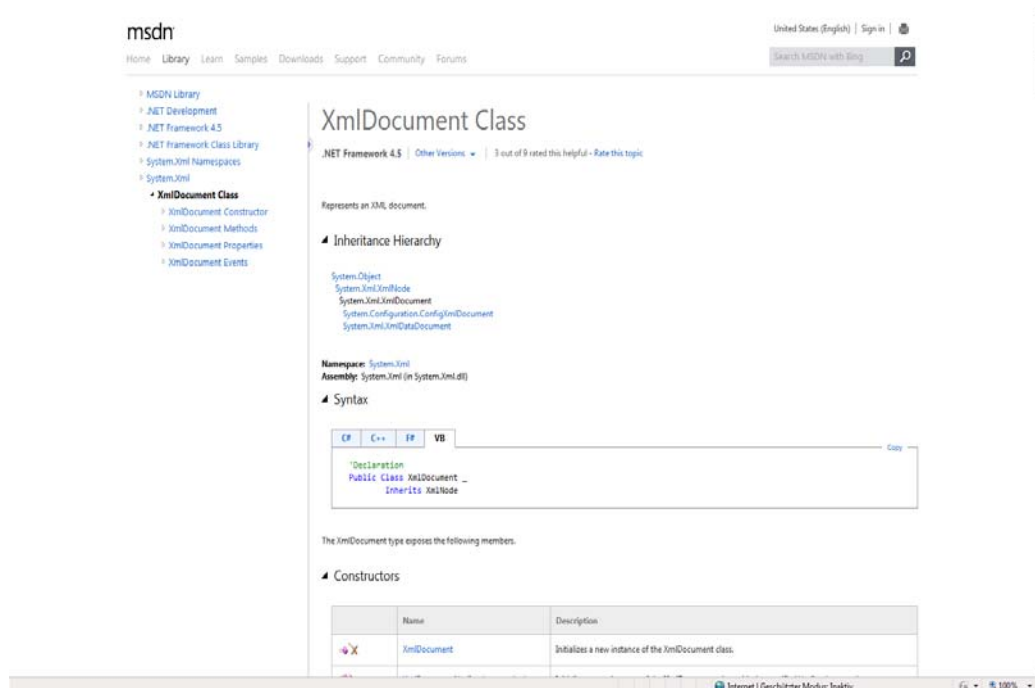 msdn
United States (English) | Sign in |
Home Library Learn Samples Downloads Support Community Forums
Search MSDN with Bing
MSDN Library
.NET Development
.NET Framework 4.5
.NET Framework Class Library
System.Xml Namespaces
System.Xml
XmlDocument Class
XmlDocument Constructor
XmlDocument Methods
XmlDocument Properties
XmlDocument Events
XmlDocument Class
.NET Framework 4.5 | Other Versions | 3 out of 9 rated this helpful - Rate this topic
Represents an XML document.
Inheritance Hierarchy
System.Object
System.Xml.XmlNode
System.Xml.XmlDocument
System.Configuration.ConfigXmlDocument
System.Xml.XmlDataDocument
Namespace: System.Xml
Assembly: System.Xml (in System.Xml.dll)
Syntax
C# C++ F# VB
Copy
'Declaration
Public Class XmlDocument _
Inherits XmlNode
The XmlDocument type exposes the following members.
Constructors
Name Description
XmlDocument Initializes a new instance of the XmlDocument class.
Internet | Geschützter Modus: Inaktiv
100%